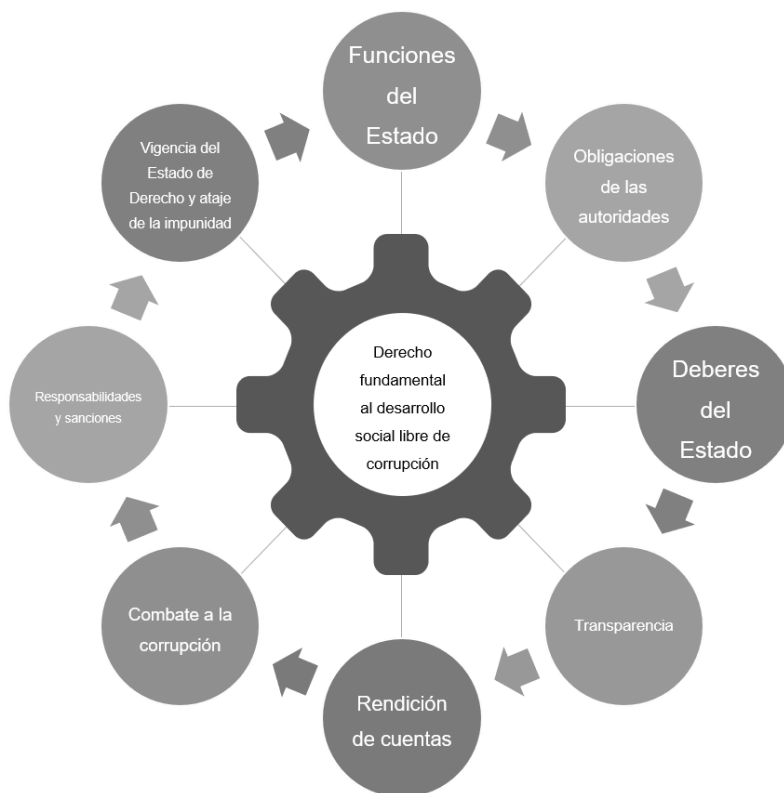 Funciones
del
Estado
Obligaciones
de las
autoridades
Deberes
del
Estado
Transparencia
Rendición
de cuentas
Combate a la
corrupción
Responsabilidades
y sanciones
Vigencia del
Estado de
Derecho y ataje
de la impunidad
Derecho
fundamental
al desarrollo
social libre de
corrupción